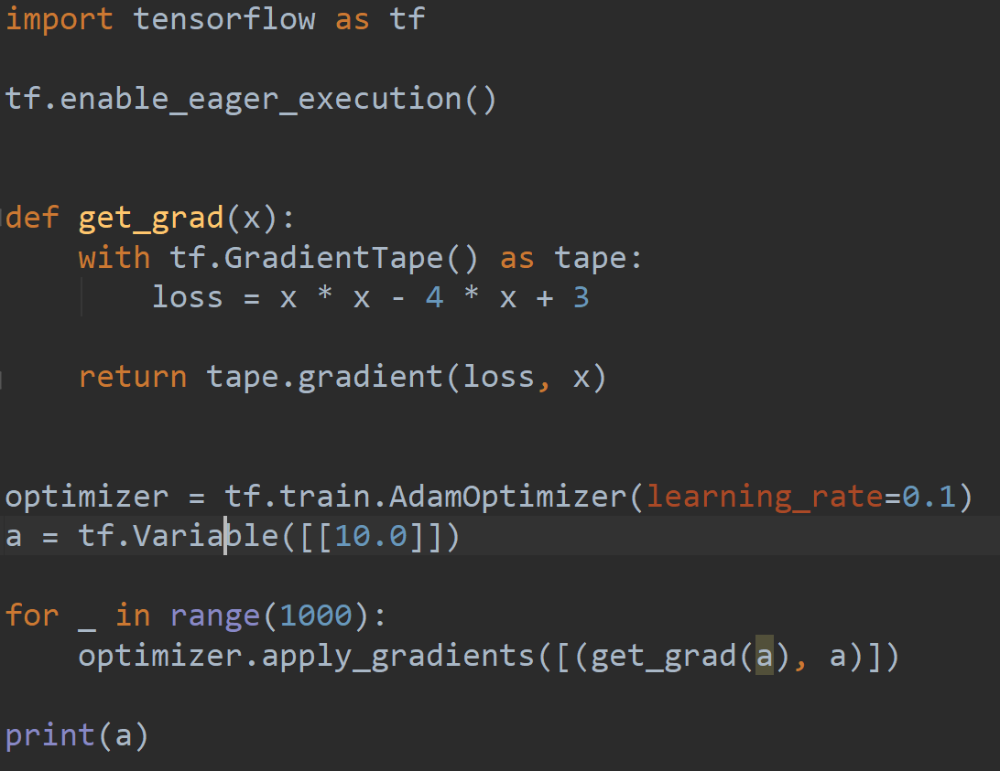 import tensorflow as tf
tf.enable_eager_execution()
def get_grad(x):
    with tf.GradientTape() as tape:
        loss = x * x - 4 * x + 3
    return tape.gradient(loss, x)
optimizer = tf.train.AdamOptimizer(learning_rate=0.1)
a = tf.Variable([[10.0]])
for _ in range(1000):
    optimizer.apply_gradients([(get_grad(a), a)])
print(a)